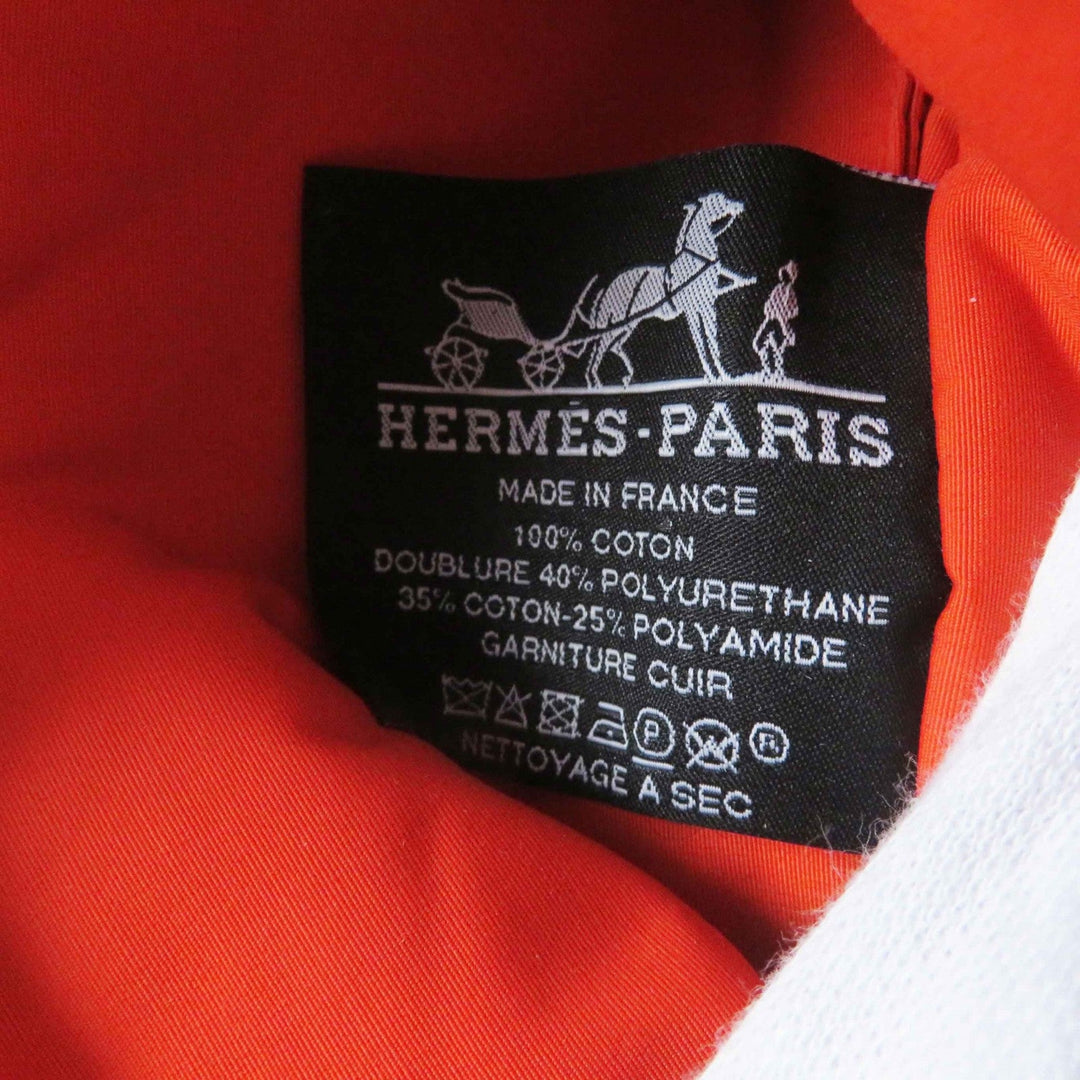 HERMÈS-PARIS
MADE IN FRANCE
100% COTON
DOUBLURE 40% POLYURETHANE
35% COTON-25% POLYAMIDE
GARNITURE CUIR
P W ®
NETTOYAGE A SEC